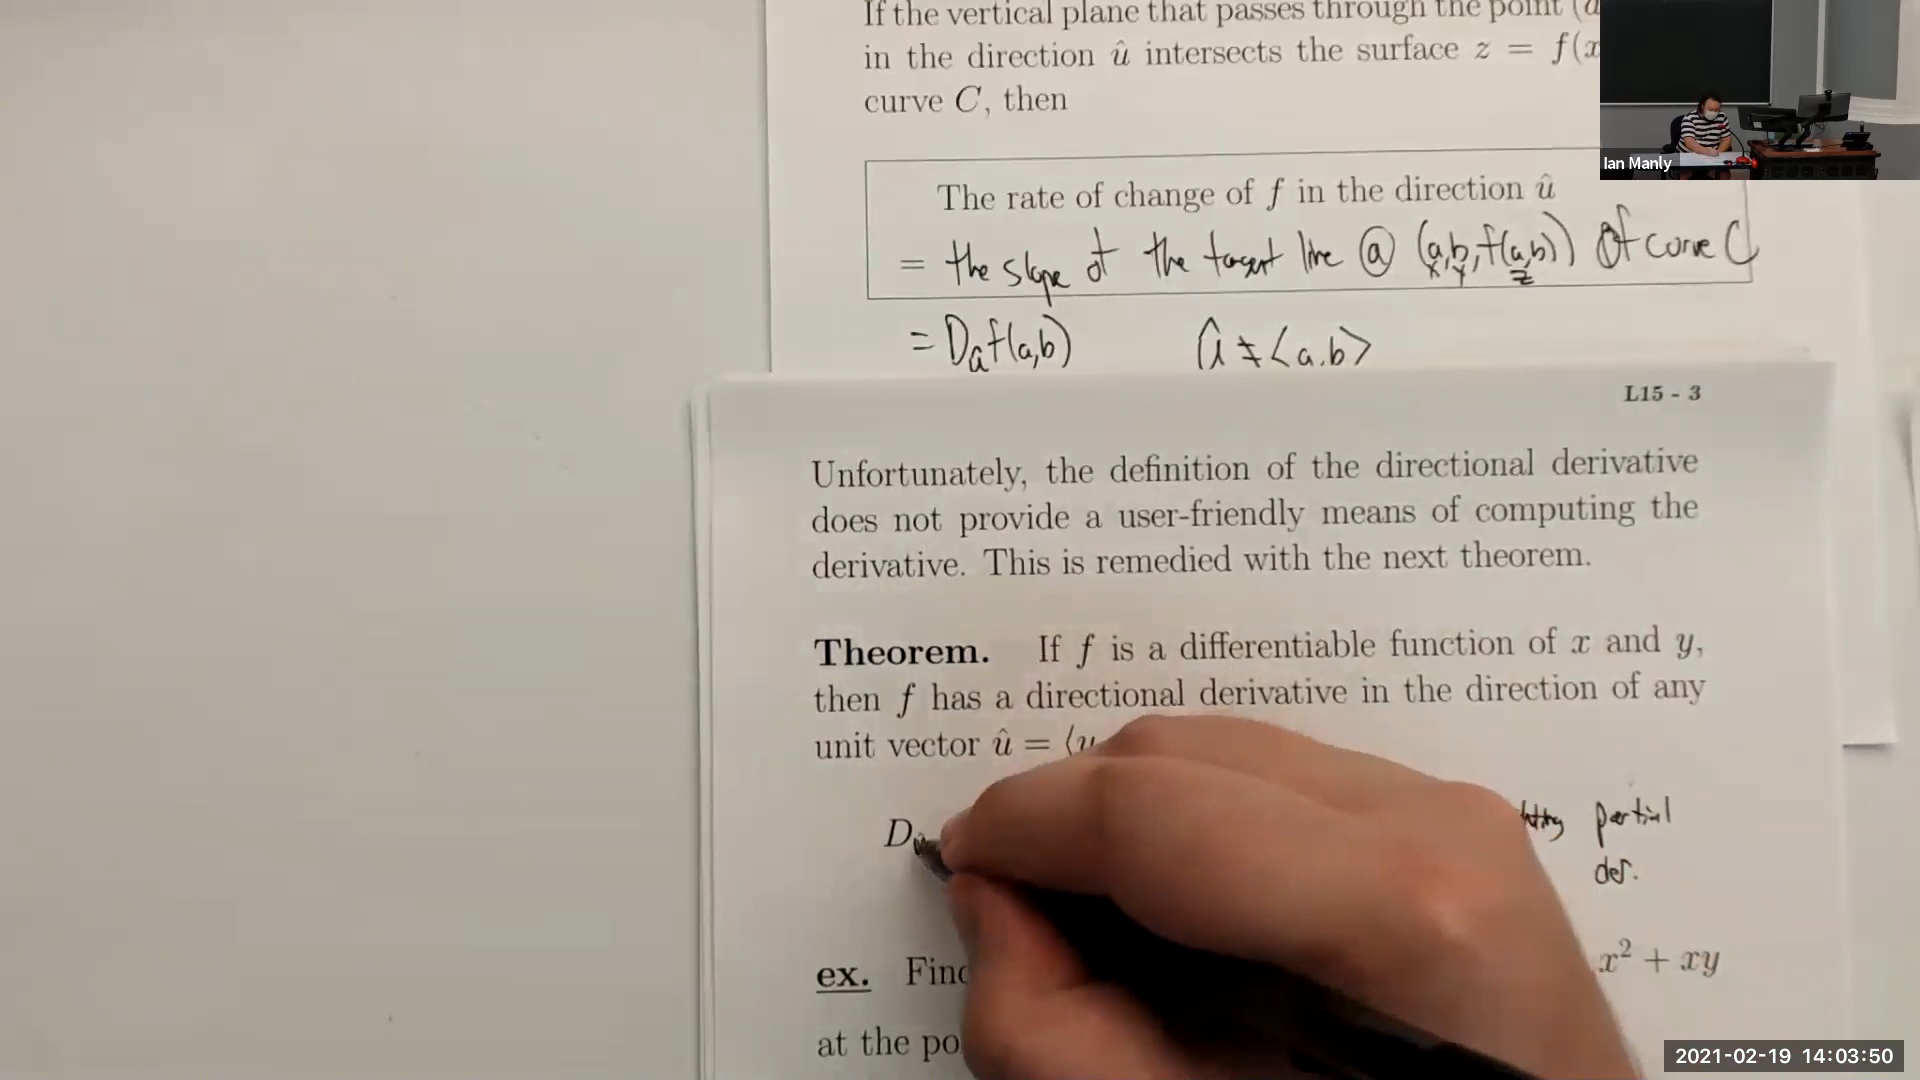 If the vertical plane that passes through the point (a
in the direction û intersects the surface z = f(x
curve C, then
Ian Manly
The rate of change of f in the direction û
= the slope of the tangent line @ (a,b,f(a,b)) of curve C
x y z
= Dûf(a,b) û ≠ <a,b>
L15 - 3
Unfortunately, the definition of the directional derivative
does not provide a user-friendly means of computing the
derivative. This is remedied with the next theorem.
Theorem. If f is a differentiable function of x and y,
then f has a directional derivative in the direction of any
unit vector û = ⟨u
D
partial
der.
ex. Find x² + xy
at the po
2021-02-19 14:03:50